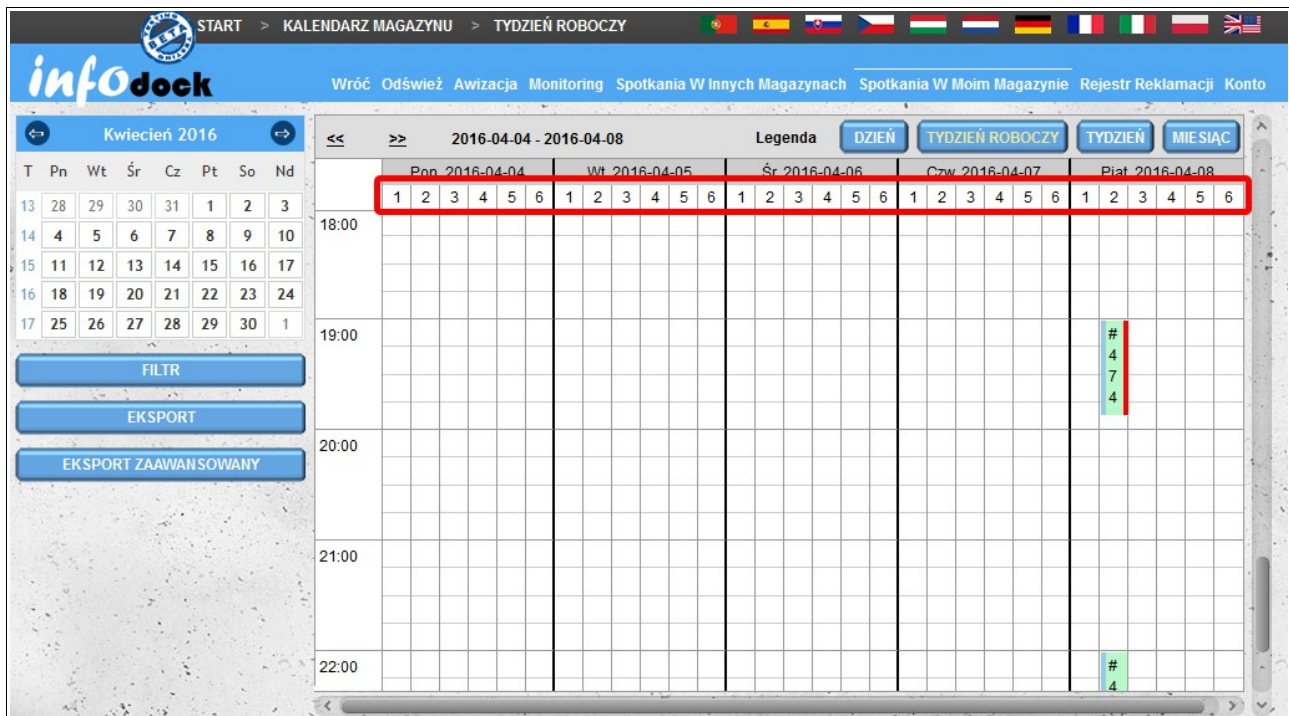 START > KALENDARZ MAGAZYNU > TYDZIEŃ ROBOCZY
BETA
infodock
Wróć Odśwież Awizacja Monitoring Spotkania W Innych Magazynach Spotkania W Moim Magazynie Rejestr Reklamacji Konto
Kwiecień 2016
T Pn Wt Śr Cz Pt So Nd
13 28 29 30 31 1 2 3
14 4 5 6 7 8 9 10
15 11 12 13 14 15 16 17
16 18 19 20 21 22 23 24
17 25 26 27 28 29 30 1
FILTR
EKSPORT
EKSPORT ZAAWANSOWANY
<< >> 2016-04-04 - 2016-04-08 Legenda DZIEŃ TYDZIEŃ ROBOCZY TYDZIEŃ MIESIĄC
Pon. 2016-04-04 Wt. 2016-04-05 Śr. 2016-04-06 Czw. 2016-04-07 Piąt. 2016-04-08
1 2 3 4 5 6 1 2 3 4 5 6 1 2 3 4 5 6 1 2 3 4 5 6 1 2 3 4 5 6
18:00
19:00
#
4
7
4
20:00
21:00
22:00
#
4